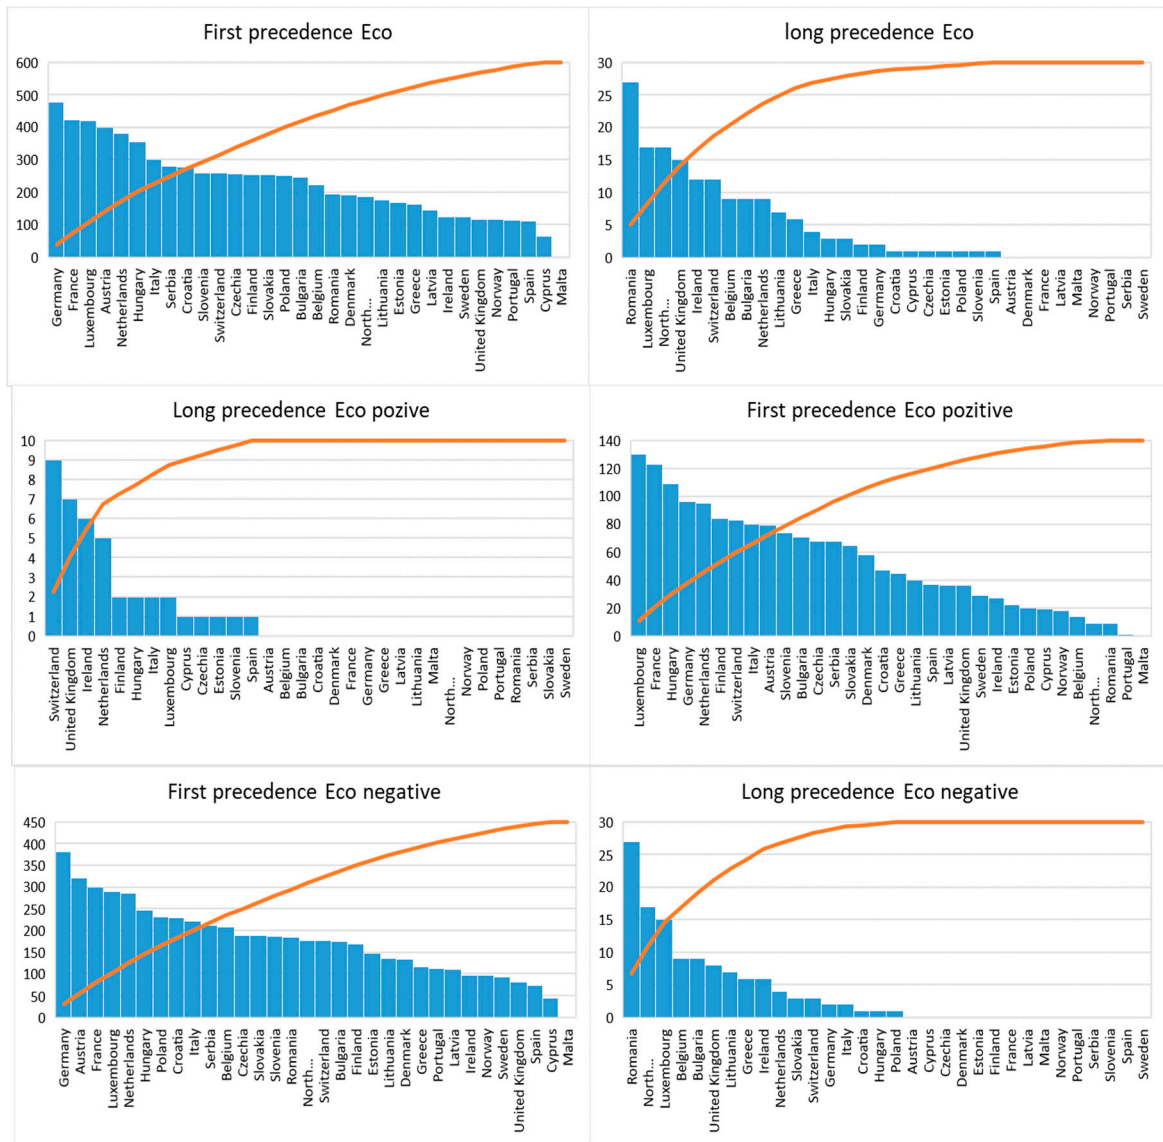 First precedence Eco
600
500
400
300
200
100
0
Germany
France
Luxembourg
Austria
Netherlands
Hungary
Italy
Serbia
Croatia
Slovenia
Switzerland
Czechia
Finland
Slovakia
Poland
Bulgaria
Belgium
Romania
Denmark
North...
Lithuania
Estonia
Greece
Latvia
Ireland
Sweden
United Kingdom
Norway
Portugal
Spain
Cyprus
Malta
long precedence Eco
30
25
20
15
10
5
0
Romania
Luxembourg
North...
United Kingdom
Ireland
Switzerland
Belgium
Bulgaria
Netherlands
Lithuania
Greece
Italy
Hungary
Slovakia
Finland
Germany
Croatia
Cyprus
Czechia
Estonia
Poland
Slovenia
Spain
Austria
Denmark
France
Latvia
Malta
Norway
Portugal
Serbia
Sweden
Long precedence Eco pozive
10
9
8
7
6
5
4
3
2
1
0
Switzerland
United Kingdom
Ireland
Netherlands
Finland
Hungary
Italy
Luxembourg
Cyprus
Czechia
Estonia
Slovenia
Spain
Austria
Belgium
Bulgaria
Croatia
Denmark
France
Germany
Greece
Latvia
Lithuania
Malta
North...
Norway
Poland
Portugal
Romania
Serbia
Slovakia
Sweden
First precedence Eco pozitive
140
120
100
80
60
40
20
0
Luxembourg
France
Hungary
Germany
Netherlands
Finland
Switzerland
Italy
Austria
Slovenia
Bulgaria
Czechia
Serbia
Slovakia
Denmark
Croatia
Greece
Lithuania
Spain
Latvia
United Kingdom
Sweden
Ireland
Estonia
Poland
Cyprus
Norway
Belgium
North...
Romania
Portugal
Malta
First precedence Eco negative
450
400
350
300
250
200
150
100
50
0
Germany
Austria
France
Luxembourg
Netherlands
Hungary
Poland
Croatia
Italy
Serbia
Belgium
Czechia
Slovakia
Slovenia
Romania
North...
Switzerland
Bulgaria
Finland
Estonia
Lithuania
Denmark
Greece
Portugal
Latvia
Ireland
Norway
Sweden
United Kingdom
Spain
Cyprus
Malta
Long precedence Eco negative
30
25
20
15
10
5
0
Romania
North...
Luxembourg
Belgium
Bulgaria
United Kingdom
Lithuania
Greece
Ireland
Netherlands
Slovakia
Switzerland
Germany
Italy
Croatia
Hungary
Poland
Austria
Cyprus
Czechia
Denmark
Estonia
Finland
France
Latvia
Malta
Norway
Portugal
Serbia
Slovenia
Spain
Sweden